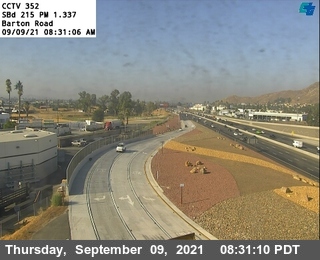 CCTV 352
SBd 215 PM 1.337
Barton Road
09/09/21 08:31:06 AM
Thursday, September 09, 2021 08:31:10 PDT